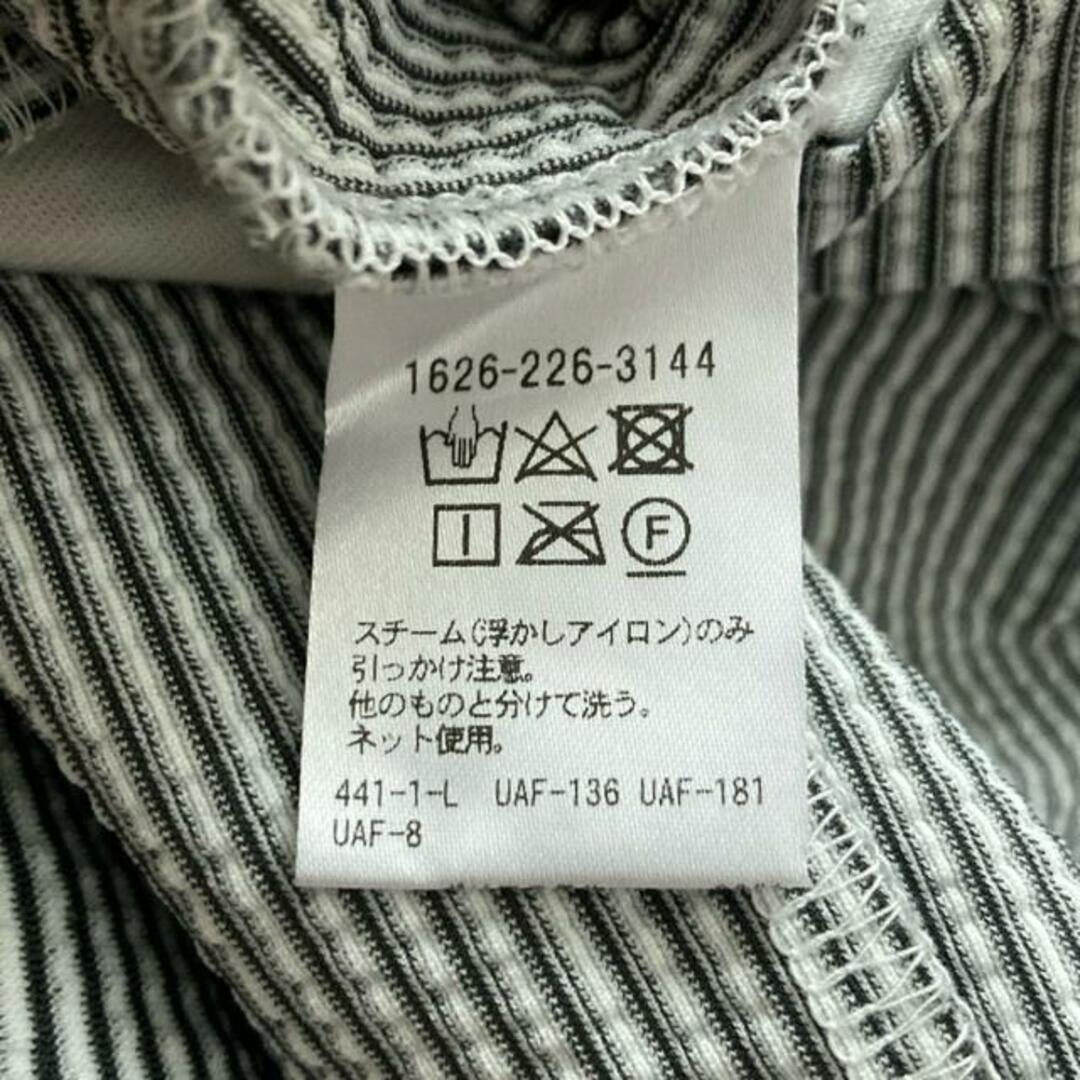 1626-226-3144
F
スチーム(浮かしアイロン)のみ
引っかけ注意。
他のものと分けて洗う。
ネット使用。
441-1-L UAF-136 UAF-181
UAF-8